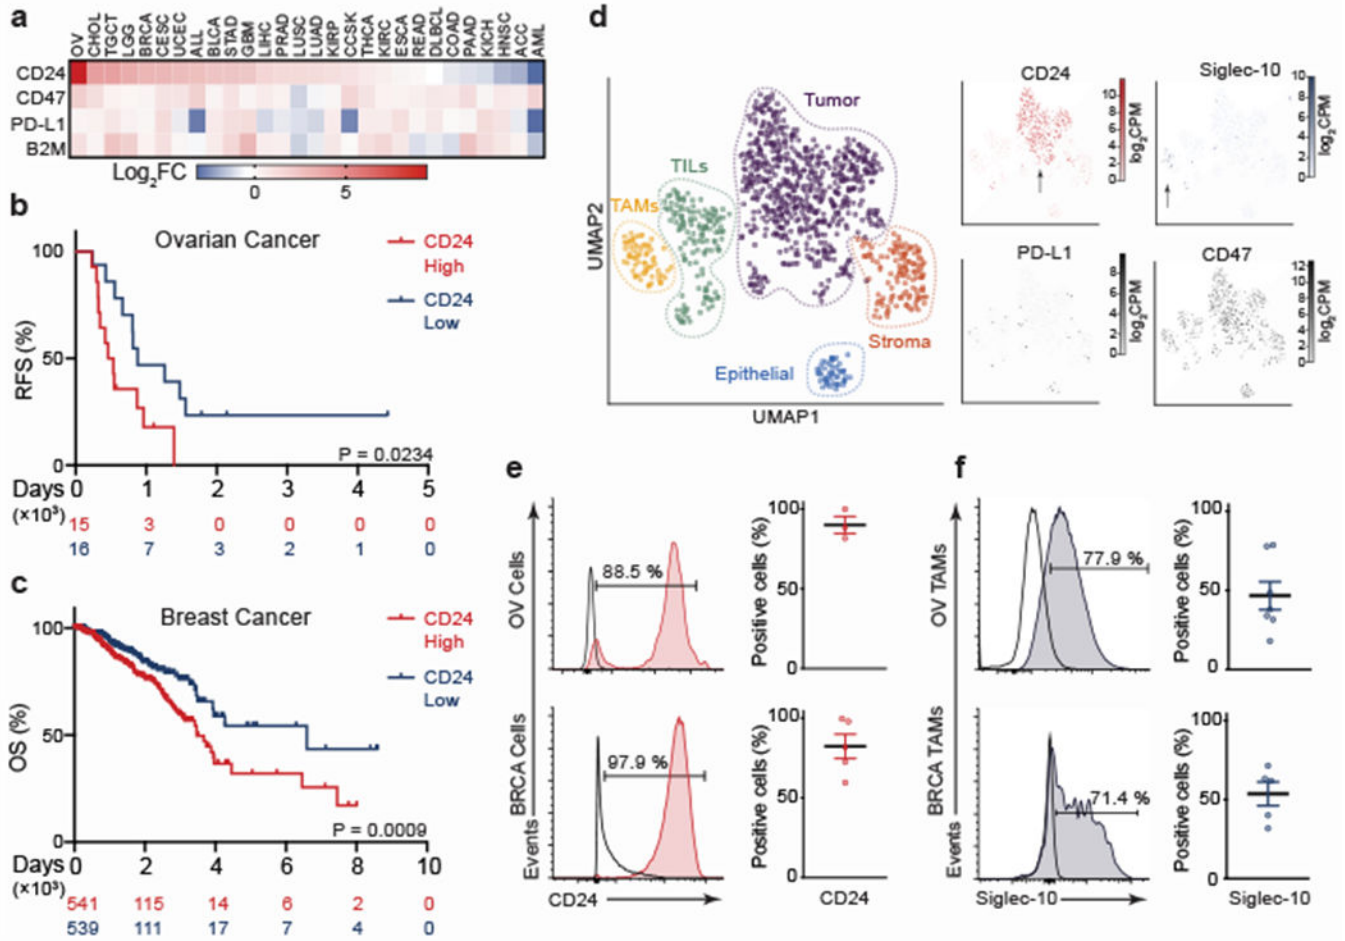 a
OV CHOL TGCT LGG BRCA CESC UCEC ALL BLCA STAD GBM LIHC PRAD LUSC LUAD KIRP CCSK THCA KIRC ESCA READ DLBCL COAD PAAD KICH HNSC ACC AML
CD24
CD47
PD-L1
B2M
Log2FC
0 5
b
Ovarian Cancer
CD24
High
CD24
Low
RFS (%)
100
50
0
P = 0.0234
Days 0 1 2 3 4 5
(×10³)
15 3 0 0 0 0
16 7 3 2 1 0
c
Breast Cancer
CD24
High
CD24
Low
OS (%)
100
50
0
P = 0.0009
Days 0 2 4 6 8 10
(×10³)
541 115 14 6 2 0
539 111 17 7 4 0
d
Tumor
TILs
TAMs
Stroma
Epithelial
UMAP2
UMAP1
CD24
10
8
6
4
2
0
log2CPM
Siglec-10
10
8
6
4
2
0
log2CPM
PD-L1
8
6
4
2
0
log2CPM
CD47
12
10
8
6
4
2
0
log2CPM
e
OV Cells
88.5 %
Positive cells (%)
100
50
0
BRCA Cells
97.9 %
Events
CD24
Positive cells (%)
100
50
0
CD24
f
OV TAMs
77.9 %
Positive cells (%)
100
50
0
BRCA TAMs
71.4 %
Events
Siglec-10
Positive cells (%)
100
50
0
Siglec-10